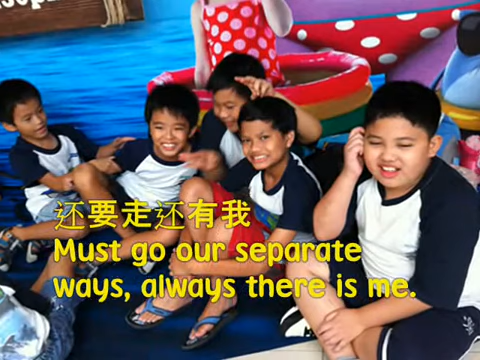 还要走还有我
Must go our separate
ways, always there is me.